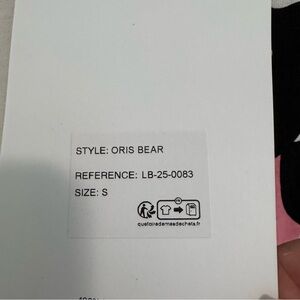 STYLE: ORIS BEAR
REFERENCE: LB-25-0083
SIZE: S
quefairedemesdechets.fr